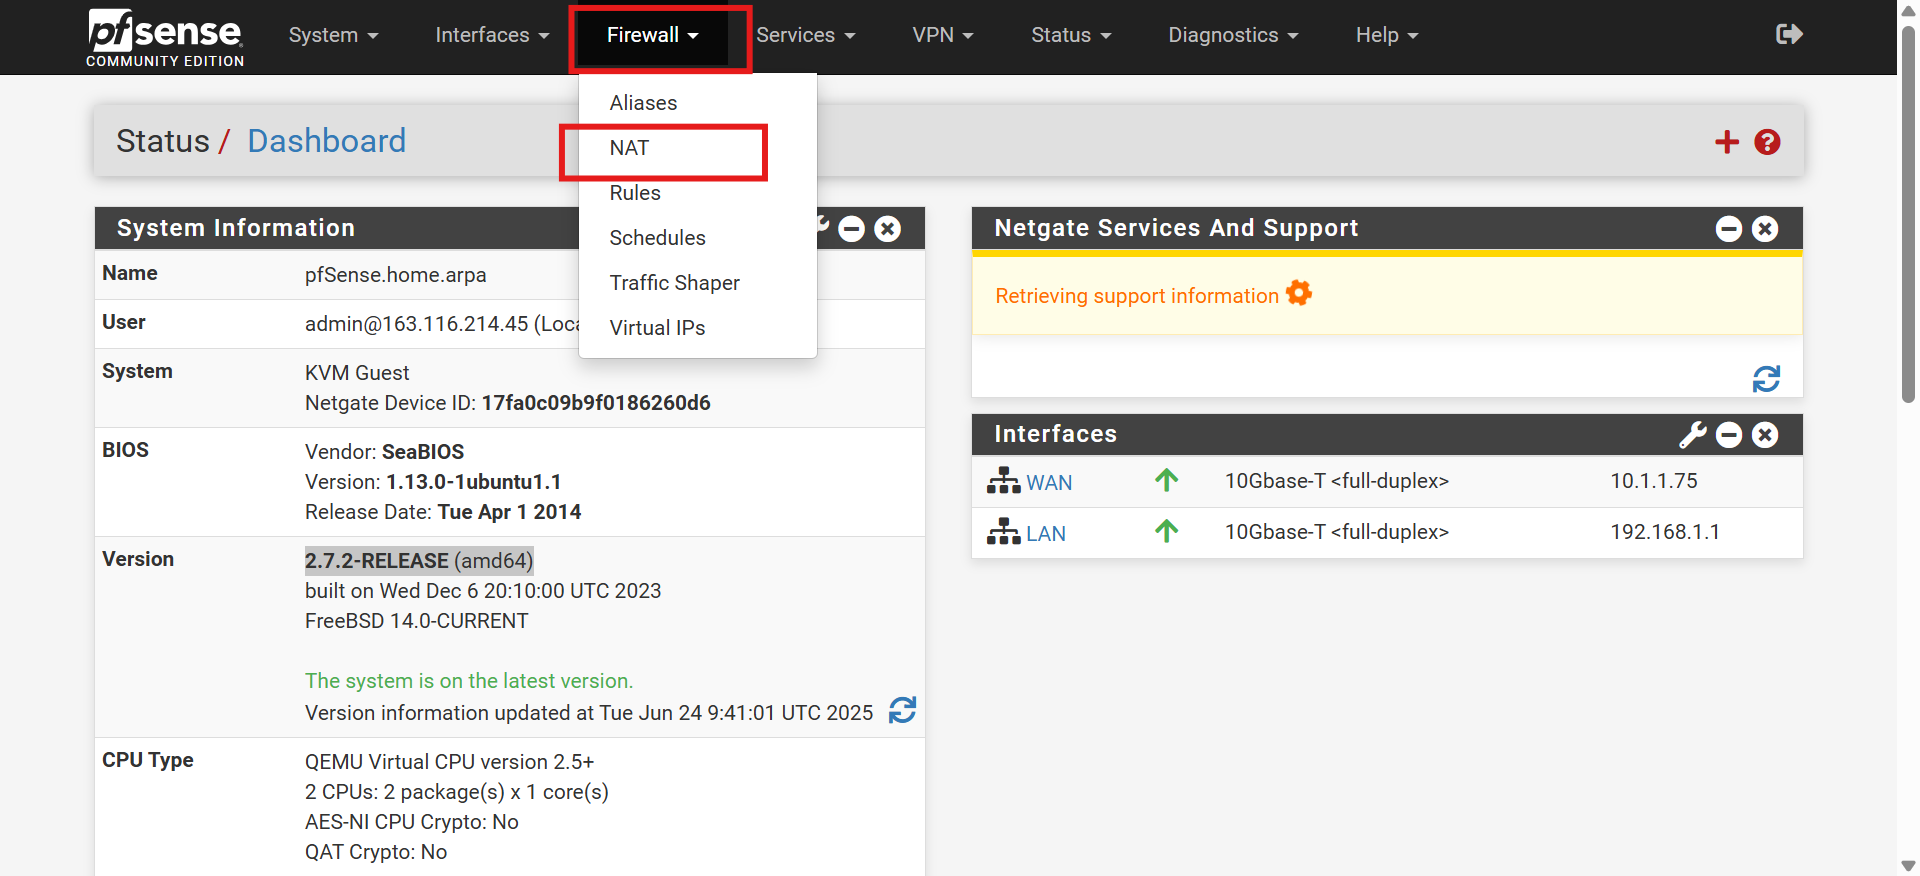 pfsense
COMMUNITY EDITION
System
Interfaces
Firewall
Services
VPN
Status
Diagnostics
Help
Aliases
NAT
Rules
Schedules
Traffic Shaper
Virtual IPs
Status / Dashboard
System Information
Name pfSense.home.arpa
User admin@163.116.214.45 (Loca
System KVM Guest
Netgate Device ID: 17fa0c09b9f0186260d6
BIOS Vendor: SeaBIOS
Version: 1.13.0-1ubuntu1.1
Release Date: Tue Apr 1 2014
Version 2.7.2-RELEASE (amd64)
built on Wed Dec 6 20:10:00 UTC 2023
FreeBSD 14.0-CURRENT
The system is on the latest version.
Version information updated at Tue Jun 24 9:41:01 UTC 2025
CPU Type QEMU Virtual CPU version 2.5+
2 CPUs: 2 package(s) x 1 core(s)
AES-NI CPU Crypto: No
QAT Crypto: No
Netgate Services And Support
Retrieving support information
Interfaces
WAN 10Gbase-T <full-duplex> 10.1.1.75
LAN 10Gbase-T <full-duplex> 192.168.1.1